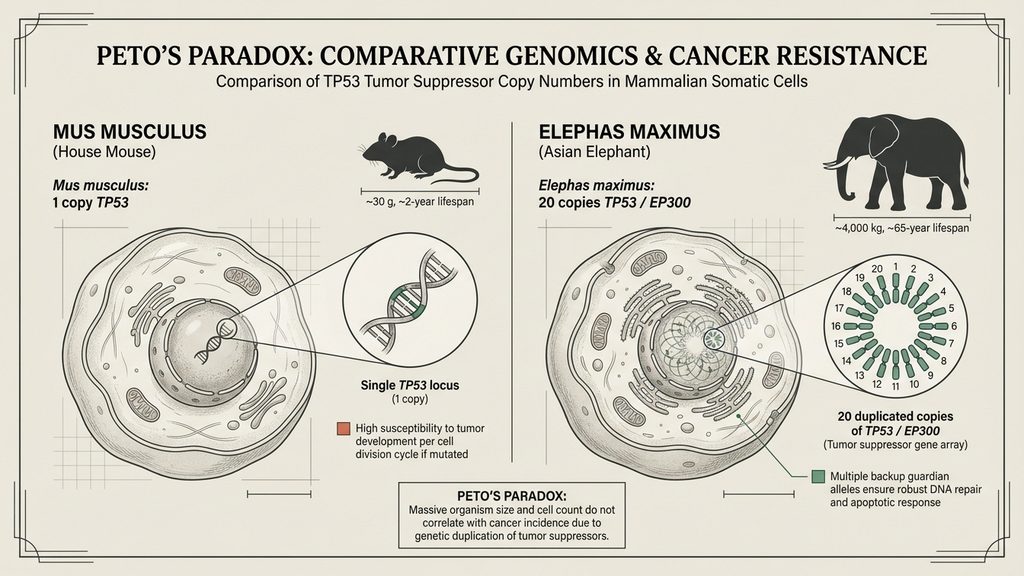 PETO'S PARADOX: COMPARATIVE GENOMICS & CANCER RESISTANCE
Comparison of TP53 Tumor Suppressor Copy Numbers in Mammalian Somatic Cells
MUS MUSCULUS
(House Mouse)
Mus musculus:
1 copy TP53
~30 g, ~2-year lifespan
Single TP53 locus
(1 copy)
High susceptibility to tumor
development per cell
division cycle if mutated
ELEPHAS MAXIMUS
(Asian Elephant)
Elephas maximus:
20 copies TP53 / EP300
~4,000 kg, ~65-year lifespan
1
2
3
4
5
6
7
8
9
10
11
12
13
14
15
16
17
18
19
20
20 duplicated copies
of TP53 / EP300
(Tumor suppressor gene array)
Multiple backup guardian
alleles ensure robust DNA repair
and apoptotic response
PETO'S PARADOX:
Massive organism size and cell count do not
correlate with cancer incidence due to
genetic duplication of tumor suppressors.